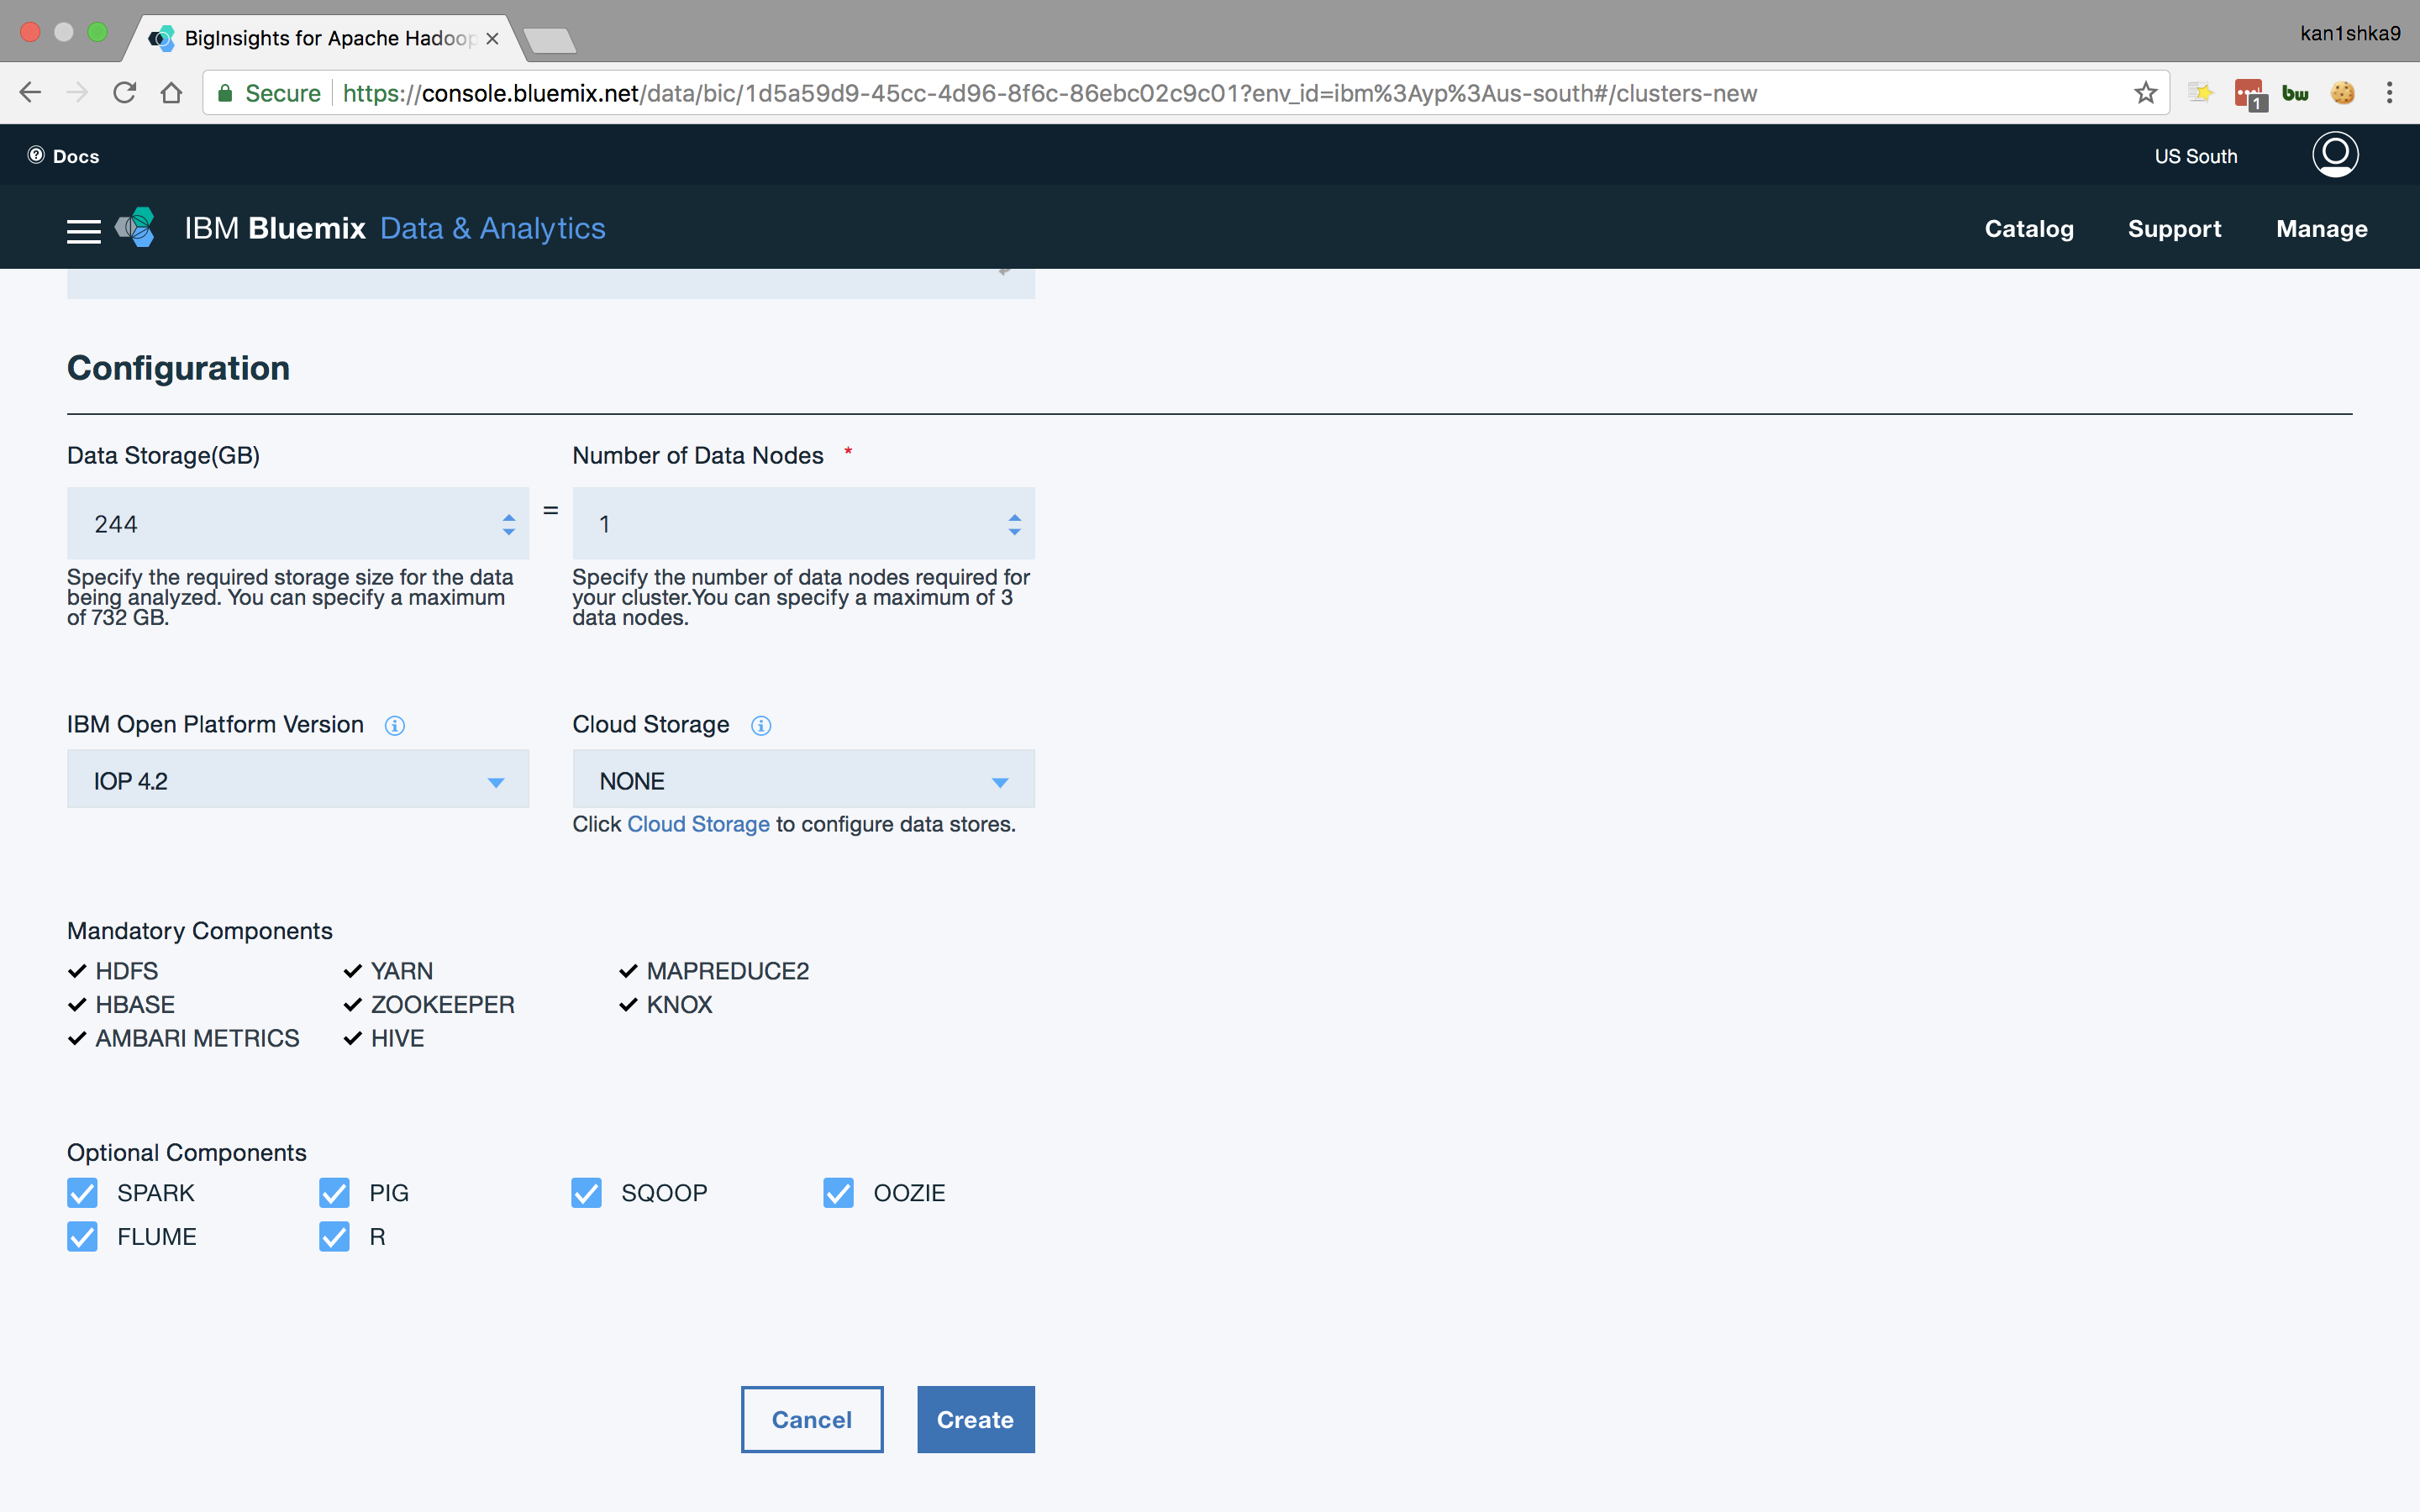 BigInsights for Apache Hadoop
kan1shka9
Secure https://console.bluemix.net/data/bic/1d5a59d9-45cc-4d96-8f6c-86ebc02c9c01?env_id=ibm%3Ayp%3Aus-south#/clusters-new
1
bw
Docs
US South
IBM Bluemix Data & Analytics
Catalog Support Manage
Configuration
Data Storage(GB)
Number of Data Nodes *
244 = 1
Specify the required storage size for the data
being analyzed. You can specify a maximum
of 732 GB.
Specify the number of data nodes required for
your cluster.You can specify a maximum of 3
data nodes.
IBM Open Platform Version
Cloud Storage
IOP 4.2
NONE
Click Cloud Storage to configure data stores.
Mandatory Components
HDFS YARN MAPREDUCE2
HBASE ZOOKEEPER KNOX
AMBARI METRICS HIVE
Optional Components
SPARK PIG SQOOP OOZIE
FLUME R
Cancel Create